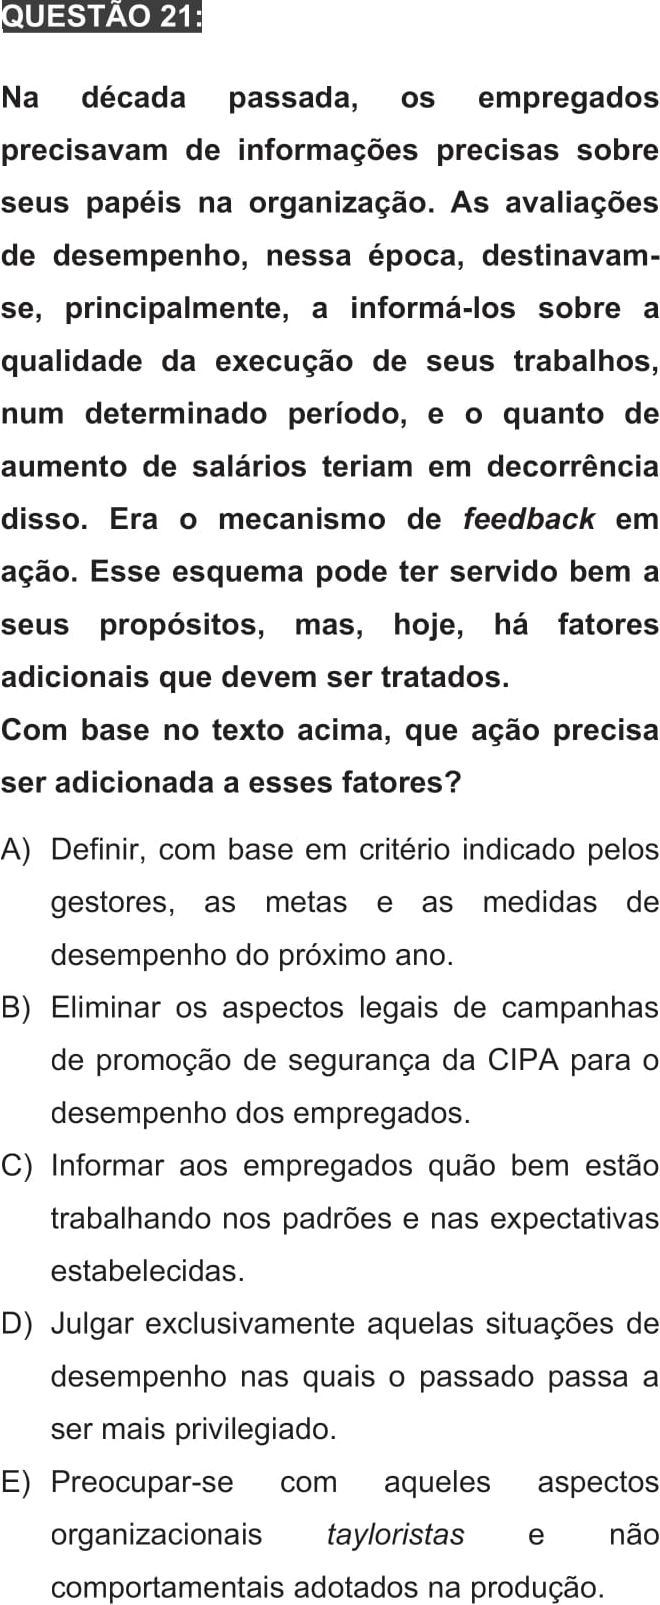 QUESTÃO 21:
Na década passada, os empregados
precisavam de informações precisas sobre
seus papéis na organização. As avaliações
de desempenho, nessa época, destinavam-
se, principalmente, a informá-los sobre a
qualidade da execução de seus trabalhos,
num determinado período, e o quanto de
aumento de salários teriam em decorrência
disso. Era o mecanismo de feedback em
ação. Esse esquema pode ter servido bem a
seus propósitos, mas, hoje, há fatores
adicionais que devem ser tratados.
Com base no texto acima, que ação precisa
ser adicionada a esses fatores?
A) Definir, com base em critério indicado pelos
gestores, as metas e as medidas de
desempenho do próximo ano.
B) Eliminar os aspectos legais de campanhas
de promoção de segurança da CIPA para o
desempenho dos empregados.
C) Informar aos empregados quão bem estão
trabalhando nos padrões e nas expectativas
estabelecidas.
D) Julgar exclusivamente aquelas situações de
desempenho nas quais o passado passa a
ser mais privilegiado.
E) Preocupar-se com aqueles aspectos
organizacionais tayloristas e não
comportamentais adotados na produção.